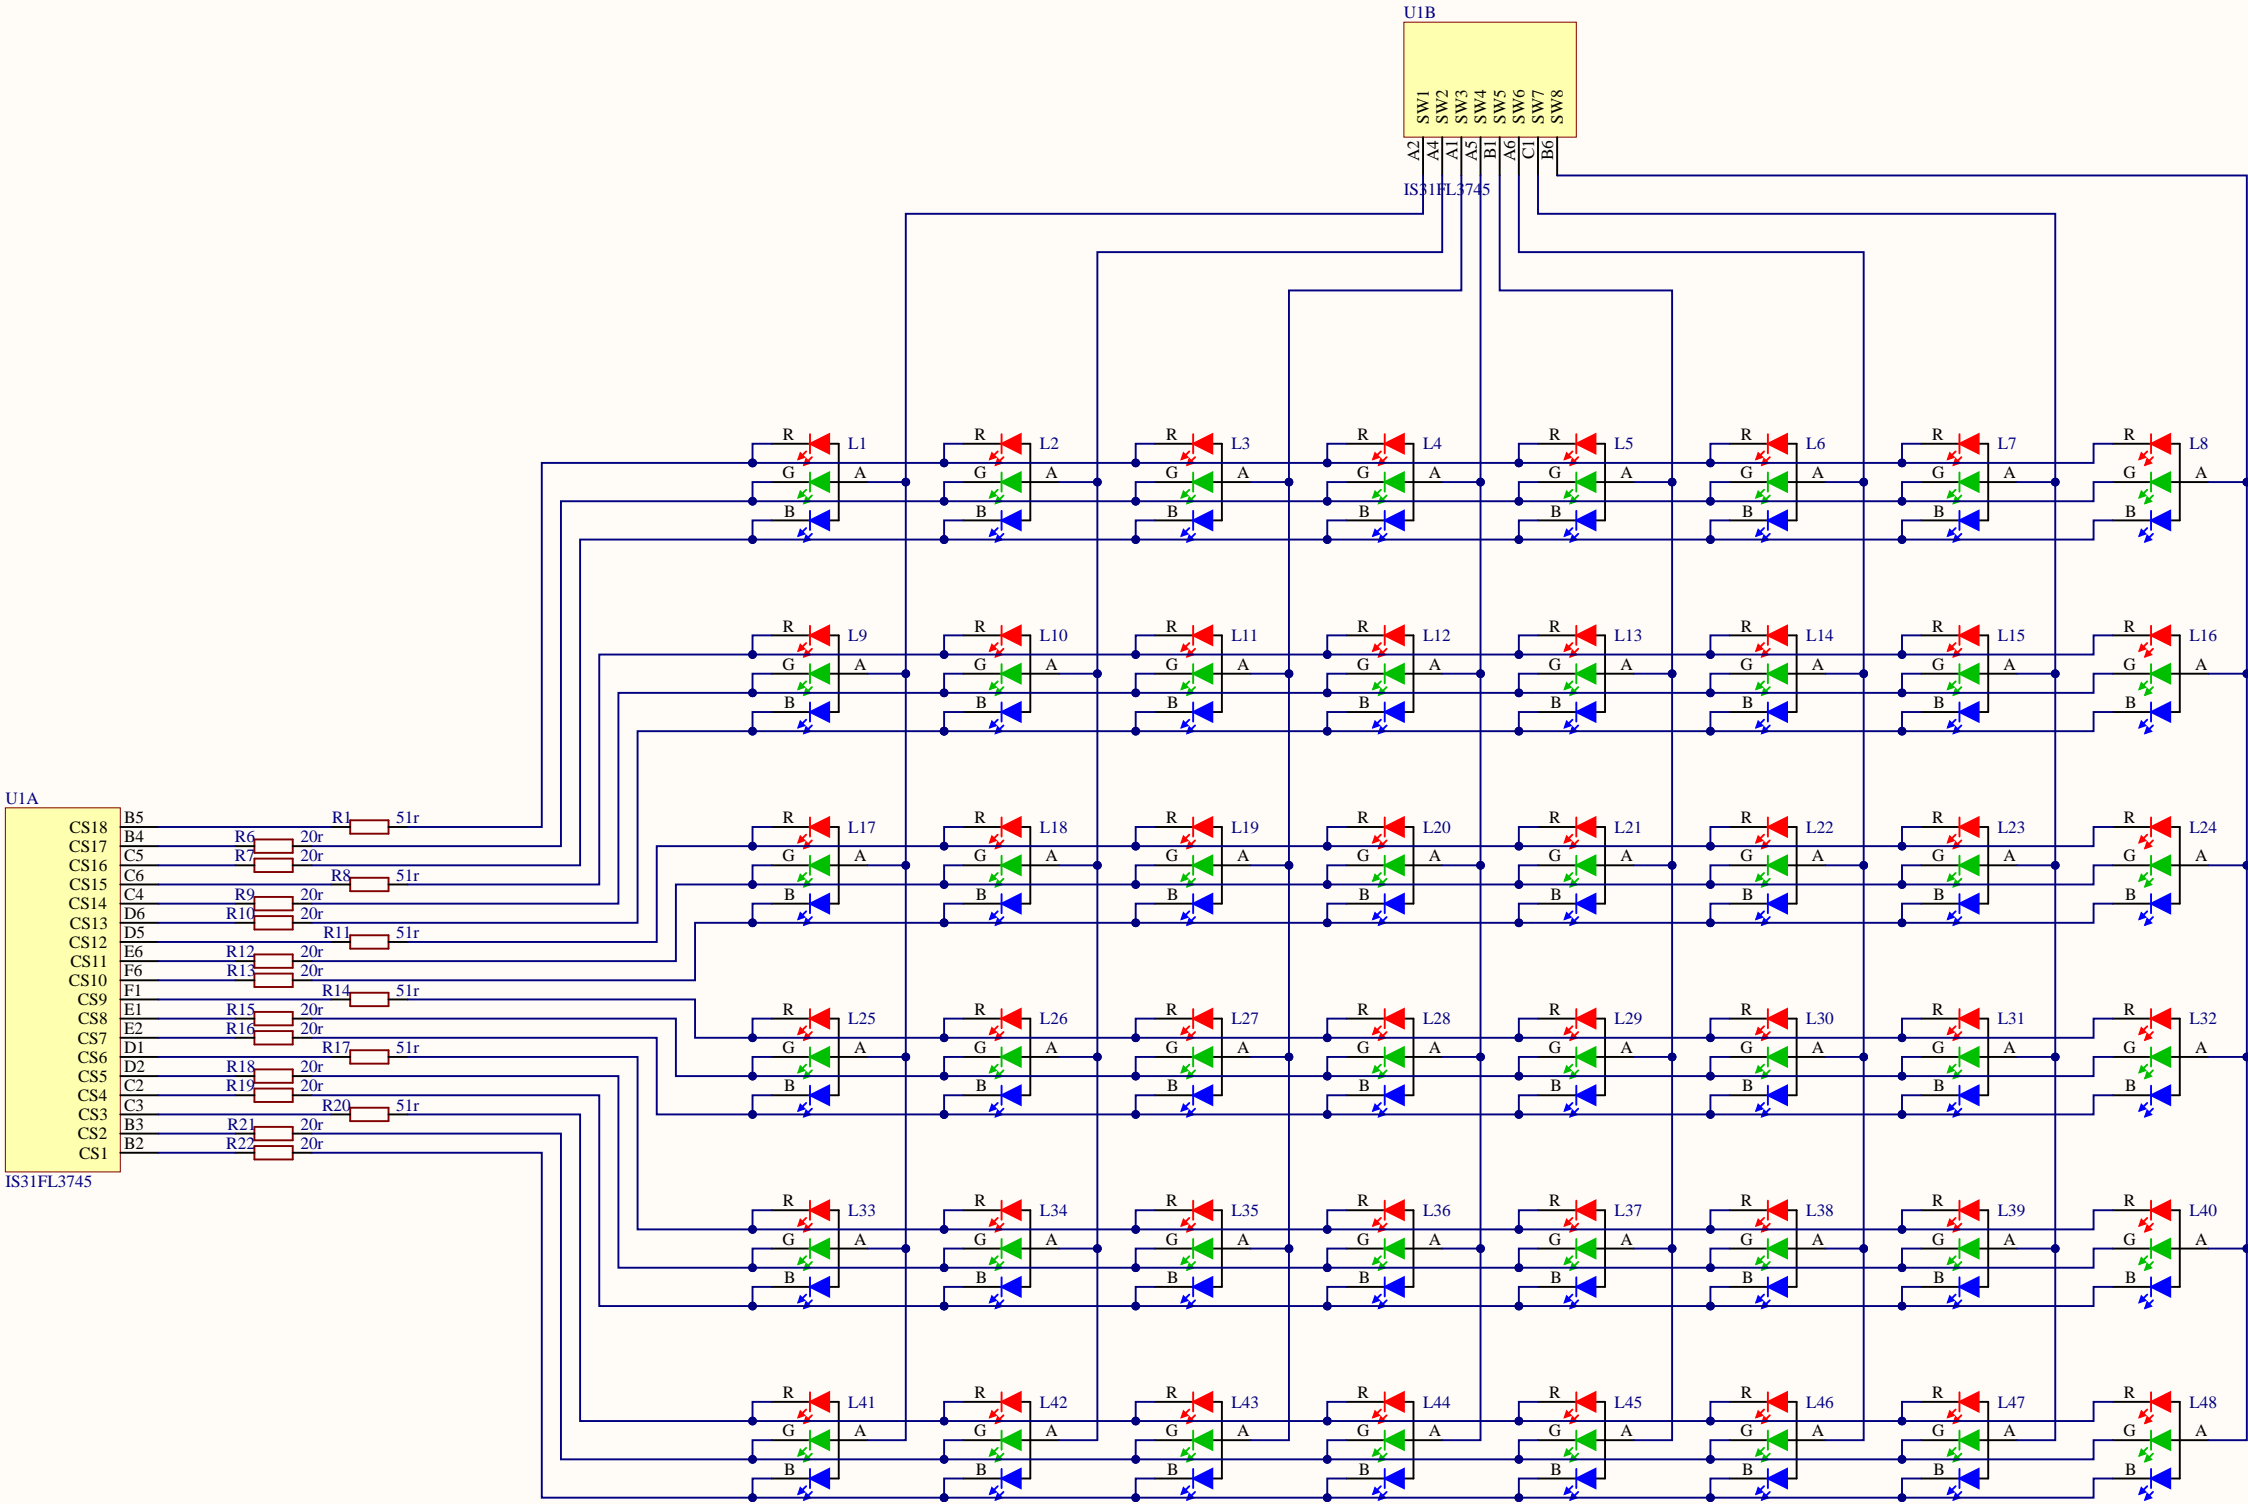 U1B
SW1 SW2 SW3 SW4 SW5 SW6 SW7 SW8
A2 A4 A1 A5 B1 A6 C1 B6
IS31FL3745
R L1 R L2 R L3 R L4 R L5 R L6 R L7 R L8
G A G A G A G A G A G A G A G A
B B B B B B B B
R L9 R L10 R L11 R L12 R L13 R L14 R L15 R L16
G A G A G A G A G A G A G A G A
B B B B B B B B
R L17 R L18 R L19 R L20 R L21 R L22 R L23 R L24
G A G A G A G A G A G A G A G A
B B B B B B B B
R L25 R L26 R L27 R L28 R L29 R L30 R L31 R L32
G A G A G A G A G A G A G A G A
B B B B B B B B
R L33 R L34 R L35 R L36 R L37 R L38 R L39 R L40
G A G A G A G A G A G A G A G A
B B B B B B B B
R L41 R L42 R L43 R L44 R L45 R L46 R L47 R L48
G A G A G A G A G A G A G A G A
B B B B B B B B
U1A
CS18 B5 R1 51r
CS17 B4 R6 20r
CS16 C5 R7 20r
CS15 C6 R8 51r
CS14 C4 R9 20r
CS13 D6 R10 20r
CS12 D5 R11 51r
CS11 E6 R12 20r
CS10 F6 R13 20r
CS9 F1 R14 51r
CS8 E1 R15 20r
CS7 E2 R16 20r
CS6 D1 R17 51r
CS5 D2 R18 20r
CS4 C2 R19 20r
CS3 C3 R20 51r
CS2 B3 R21 20r
CS1 B2 R22 20r
IS31FL3745